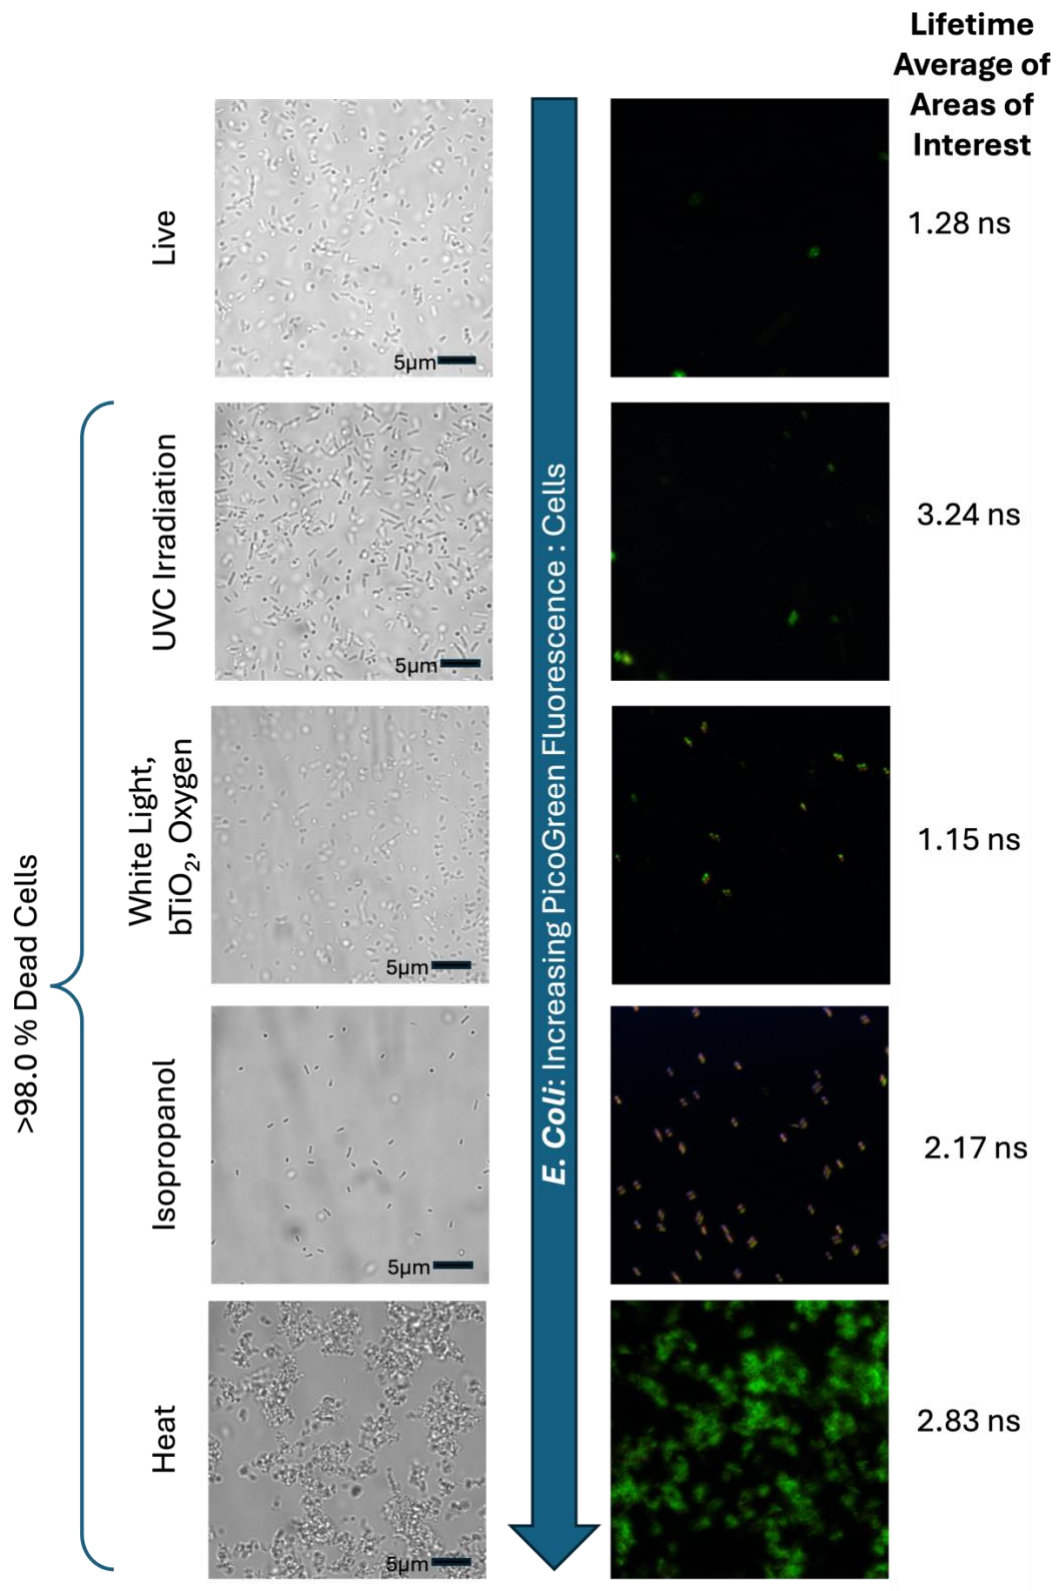 Lifetime
Average of
Areas of
Interest
Live
5µm
1.28 ns
UVC Irradiation
5µm
3.24 ns
White Light,
bTiO₂, Oxygen
5µm
1.15 ns
Isopropanol
5µm
2.17 ns
Heat
5µm
2.83 ns
>98.0 % Dead Cells
E. Coli: Increasing PicoGreen Fluorescence : Cells